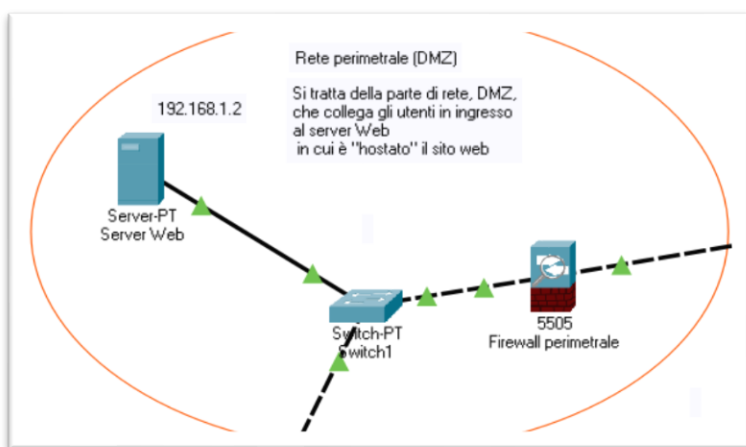 Rete perimetrale (DMZ)
Si tratta della parte di rete, DMZ,
che collega gli utenti in ingresso
al server Web
in cui è "hostato" il sito web
192.168.1.2
Server-PT
Server Web
Switch-PT
Switch1
5505
Firewall perimetrale